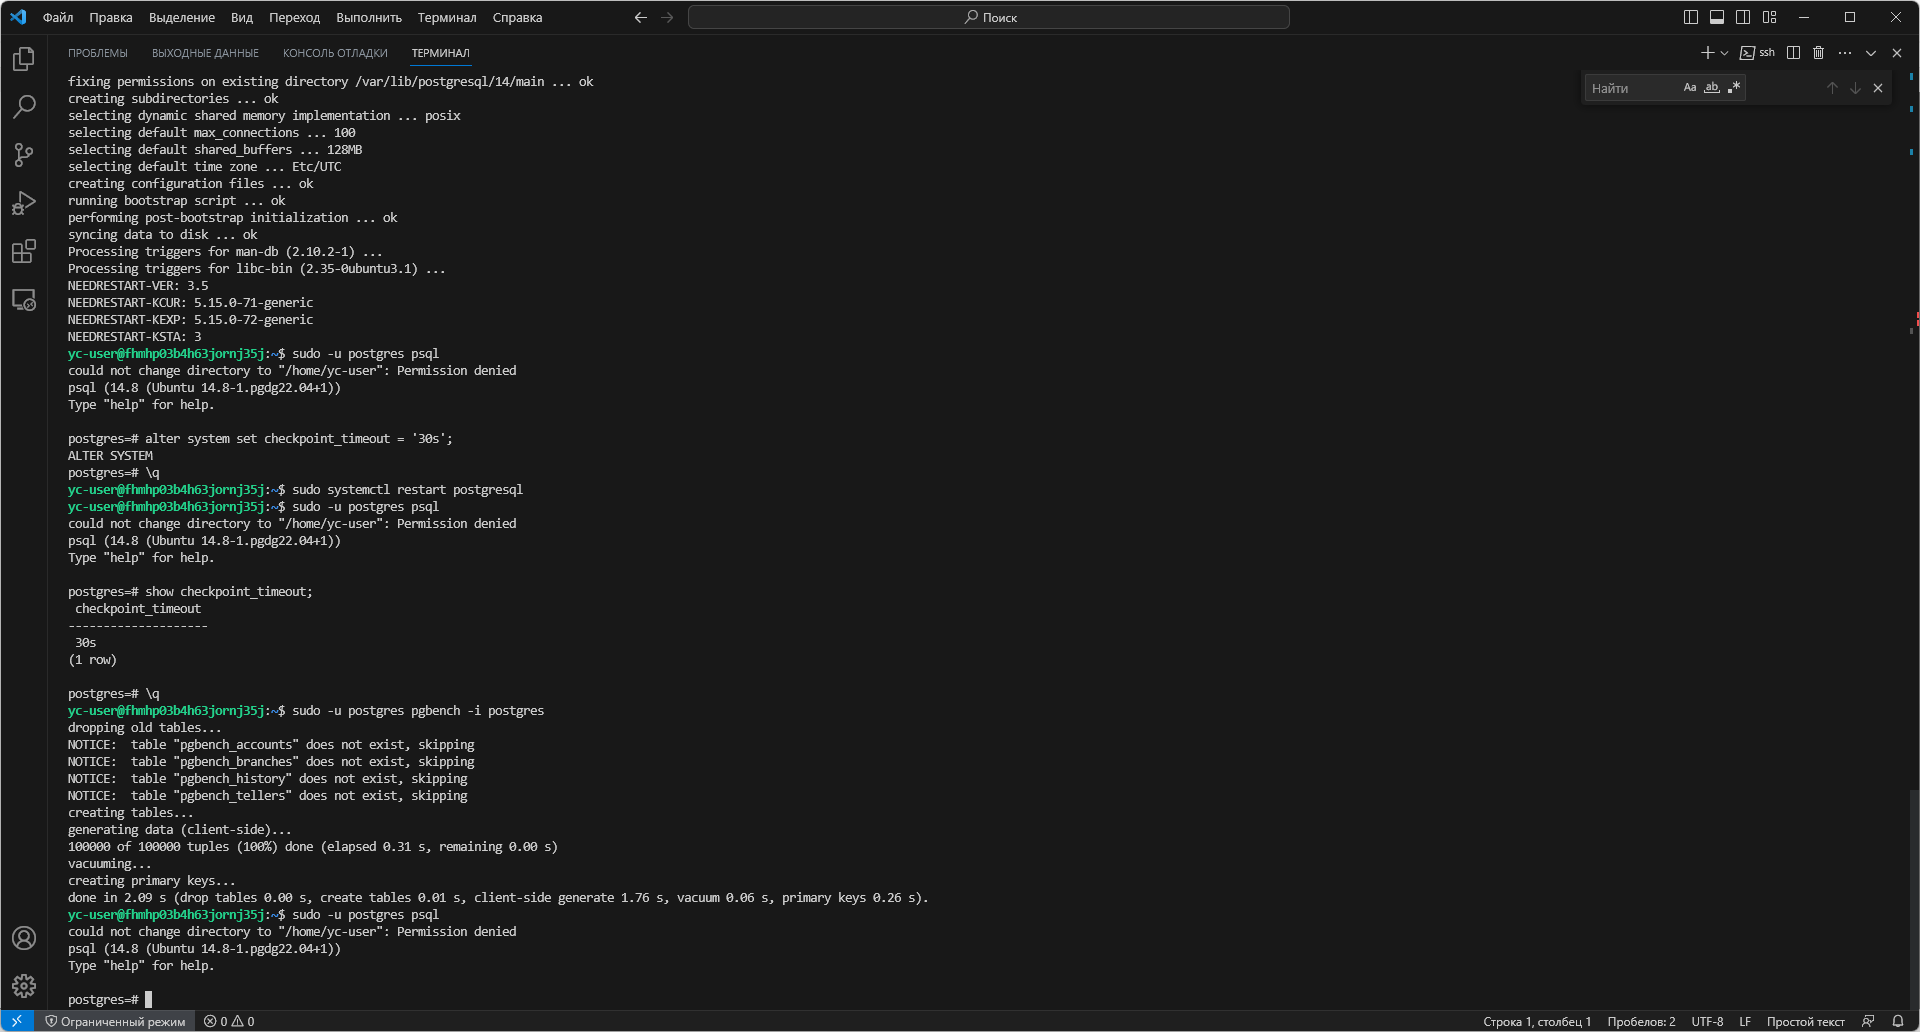 Файл Правка Выделение Вид Переход Выполнить Терминал Справка Поиск
ПРОБЛЕМЫ ВЫХОДНЫЕ ДАННЫЕ КОНСОЛЬ ОТЛАДКИ ТЕРМИНАЛ ssh
Найти Aa ab
fixing permissions on existing directory /var/lib/postgresql/14/main ... ok
creating subdirectories ... ok
selecting dynamic shared memory implementation ... posix
selecting default max_connections ... 100
selecting default shared_buffers ... 128MB
selecting default time zone ... Etc/UTC
creating configuration files ... ok
running bootstrap script ... ok
performing post-bootstrap initialization ... ok
syncing data to disk ... ok
Processing triggers for man-db (2.10.2-1) ...
Processing triggers for libc-bin (2.35-0ubuntu3.1) ...
NEEDRESTART-VER: 3.5
NEEDRESTART-KCUR: 5.15.0-71-generic
NEEDRESTART-KEXP: 5.15.0-72-generic
NEEDRESTART-KSTA: 3
yc-user@fhmhp03b4h63jornj35j:~$ sudo -u postgres psql
could not change directory to "/home/yc-user": Permission denied
psql (14.8 (Ubuntu 14.8-1.pgdg22.04+1))
Type "help" for help.
postgres=# alter system set checkpoint_timeout = '30s';
ALTER SYSTEM
postgres=# \q
yc-user@fhmhp03b4h63jornj35j:~$ sudo systemctl restart postgresql
yc-user@fhmhp03b4h63jornj35j:~$ sudo -u postgres psql
could not change directory to "/home/yc-user": Permission denied
psql (14.8 (Ubuntu 14.8-1.pgdg22.04+1))
Type "help" for help.
postgres=# show checkpoint_timeout;
checkpoint_timeout
--------------------
30s
(1 row)
postgres=# \q
yc-user@fhmhp03b4h63jornj35j:~$ sudo -u postgres pgbench -i postgres
dropping old tables...
NOTICE:  table "pgbench_accounts" does not exist, skipping
NOTICE:  table "pgbench_branches" does not exist, skipping
NOTICE:  table "pgbench_history" does not exist, skipping
NOTICE:  table "pgbench_tellers" does not exist, skipping
creating tables...
generating data (client-side)...
100000 of 100000 tuples (100%) done (elapsed 0.31 s, remaining 0.00 s)
vacuuming...
creating primary keys...
done in 2.09 s (drop tables 0.00 s, create tables 0.01 s, client-side generate 1.76 s, vacuum 0.06 s, primary keys 0.26 s).
yc-user@fhmhp03b4h63jornj35j:~$ sudo -u postgres psql
could not change directory to "/home/yc-user": Permission denied
psql (14.8 (Ubuntu 14.8-1.pgdg22.04+1))
Type "help" for help.
postgres=#
Ограниченный режим 0 0 Строка 1, столбец 1 Пробелов: 2 UTF-8 LF Простой текст